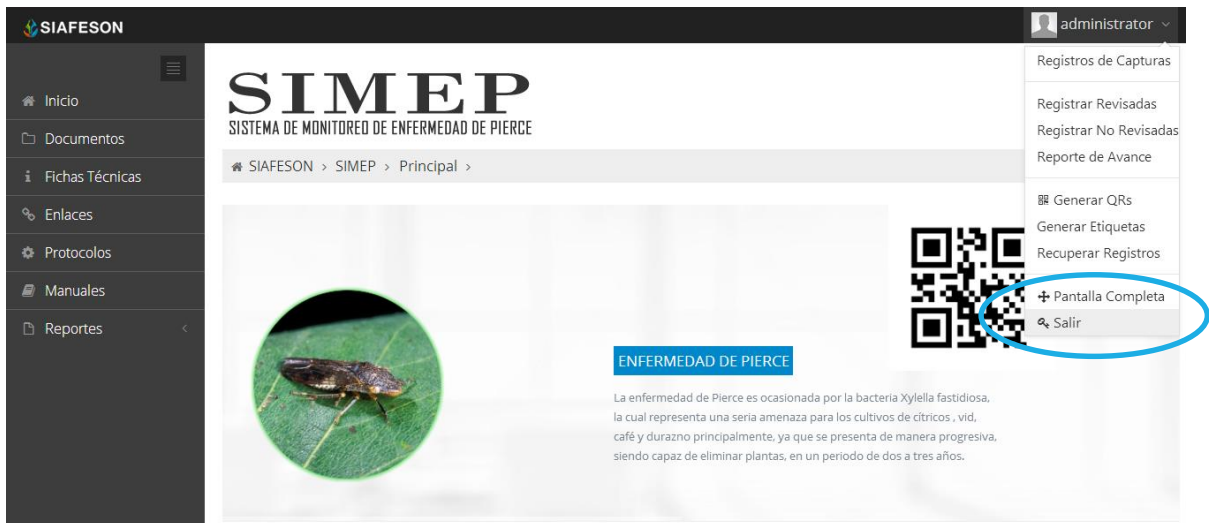 SIAFESON
administrator
Inicio
Documentos
Fichas Técnicas
Enlaces
Protocolos
Manuales
Reportes
SIMEP
SISTEMA DE MONITOREO DE ENFERMEDAD DE PIERCE
SIAFESON > SIMEP > Principal >
Registros de Capturas
Registrar Revisadas
Registrar No Revisadas
Reporte de Avance
Generar QRs
Generar Etiquetas
Recuperar Registros
Pantalla Completa
Salir
ENFERMEDAD DE PIERCE
La enfermedad de Pierce es ocasionada por la bacteria Xylella fastidiosa,
la cual representa una seria amenaza para los cultivos de cítricos , vid,
café y durazno principalmente, ya que se presenta de manera progresiva,
siendo capaz de eliminar plantas, en un periodo de dos a tres años.